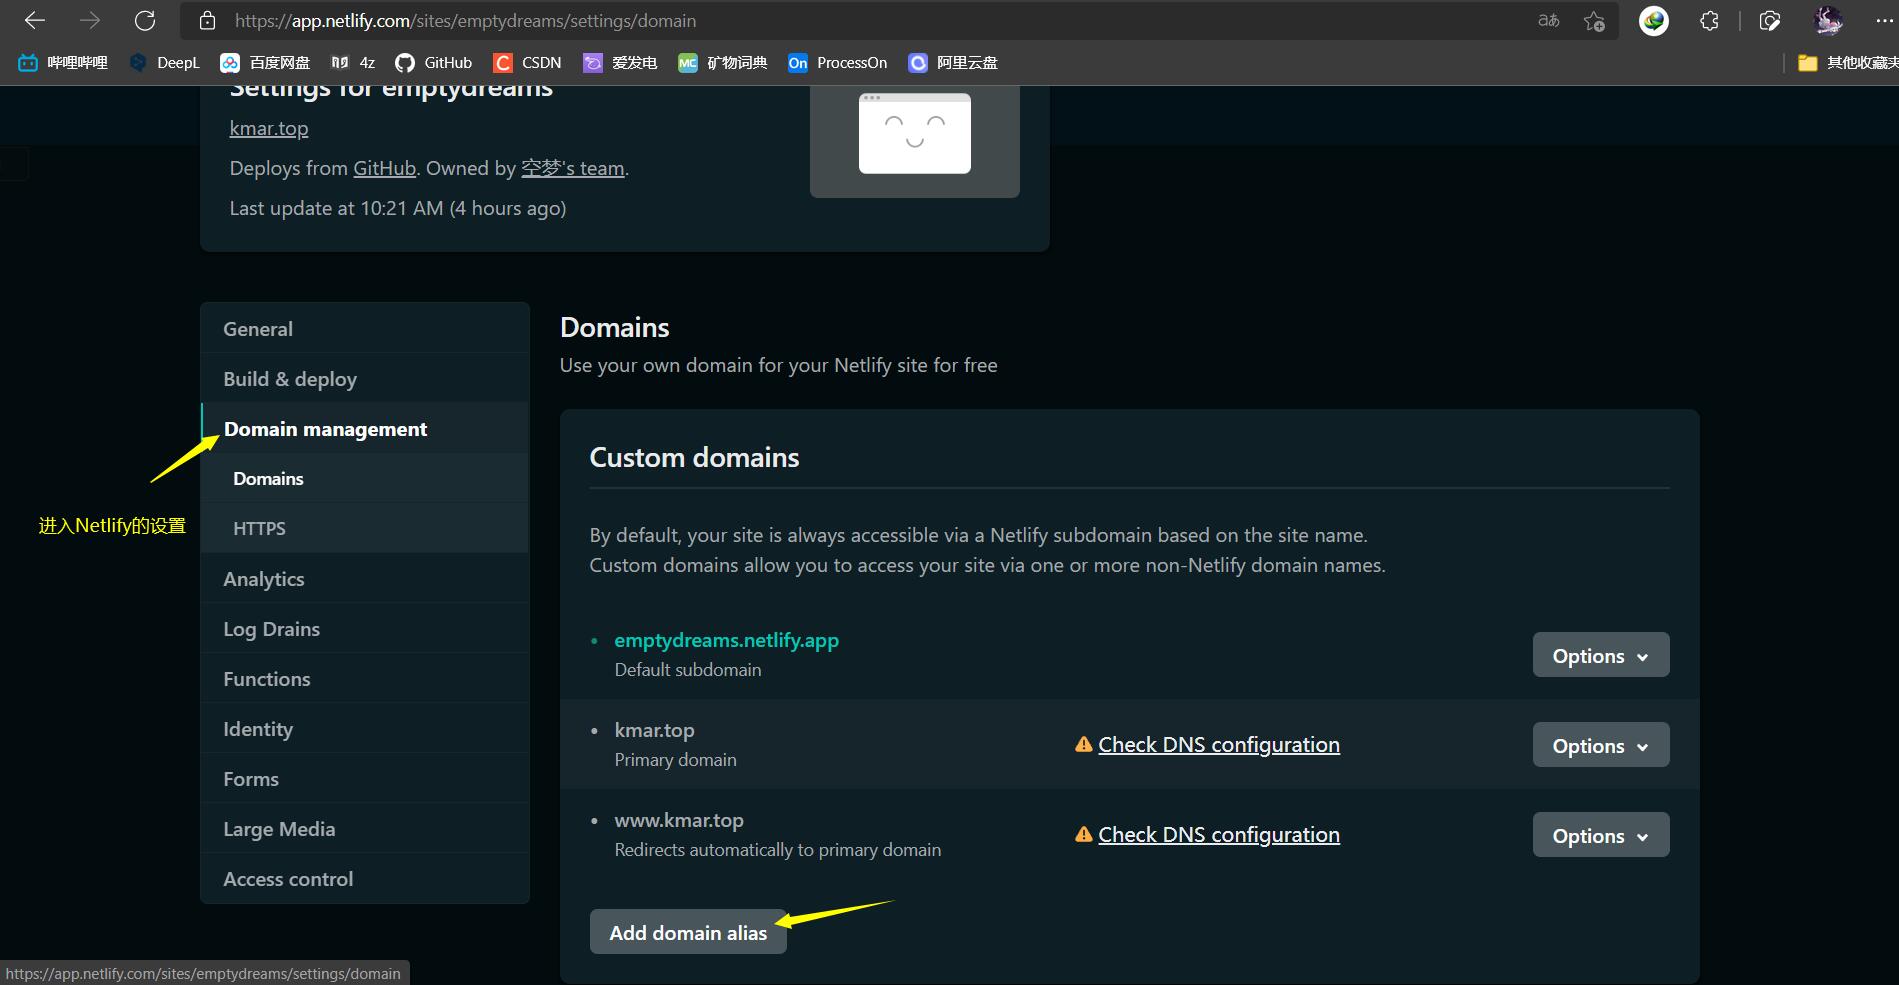 https://app.netlify.com/sites/emptydreams/settings/domain
aあ
哔哩哔哩
DeepL
百度网盘
4z
GitHub
CSDN
爱发电
MC 矿物词典
On ProcessOn
阿里云盘
其他收藏夹
Settings for emptydreams
kmar.top
Deploys from GitHub. Owned by 空梦's team.
Last update at 10:21 AM (4 hours ago)
General
Build & deploy
Domain management
Domains
HTTPS
Analytics
Log Drains
Functions
Identity
Forms
Large Media
Access control
进入Netlify的设置
Domains
Use your own domain for your Netlify site for free
Custom domains
By default, your site is always accessible via a Netlify subdomain based on the site name.
Custom domains allow you to access your site via one or more non-Netlify domain names.
emptydreams.netlify.app
Default subdomain
Options
kmar.top
Primary domain
Check DNS configuration
Options
www.kmar.top
Redirects automatically to primary domain
Check DNS configuration
Options
Add domain alias
https://app.netlify.com/sites/emptydreams/settings/domain